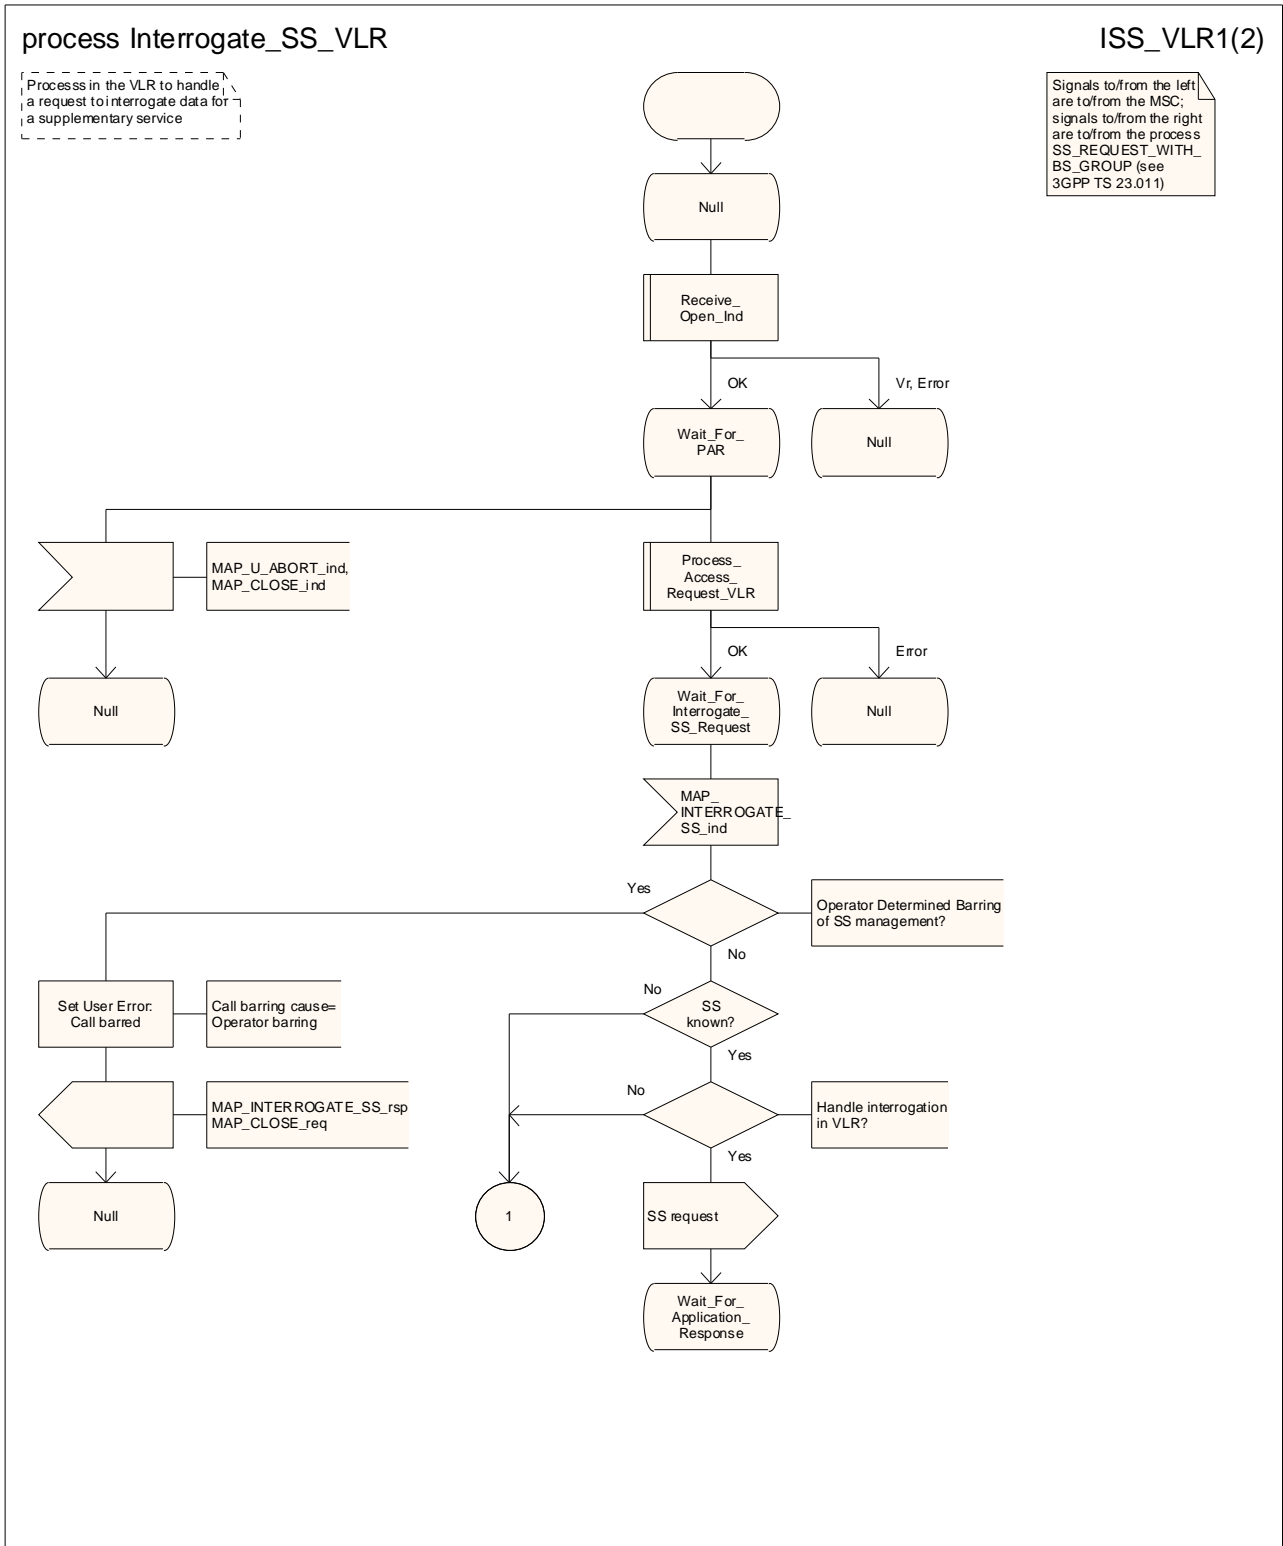 process Interrogate_SS_VLR
ISS_VLR1(2)
Processs in the VLR to handle
a request to interrogate data for
a supplementary service
Signals to/from the left
are to/from the MSC;
signals to/from the right
are to/from the process
SS_REQUEST_WITH_
BS_GROUP (see
3GPP TS 23.011)
Null
Receive_
Open_Ind
OK
Vr, Error
Wait_For_
PAR
Null
MAP_U_ABORT_ind,
MAP_CLOSE_ind
Process_
Access_
Request_VLR
OK
Error
Null
Wait_For_
Interrogate_
SS_Request
Null
MAP_
INTERROGATE_
SS_ind
Yes
Operator Determined Barring
of SS management?
No
Set User Error:
Call barred
Call barring cause=
Operator barring
No
SS
known?
Yes
MAP_INTERROGATE_SS_rsp
MAP_CLOSE_req
No
Handle interrogation
in VLR?
Yes
Null
1
SS request
Wait_For_
Application_
Response